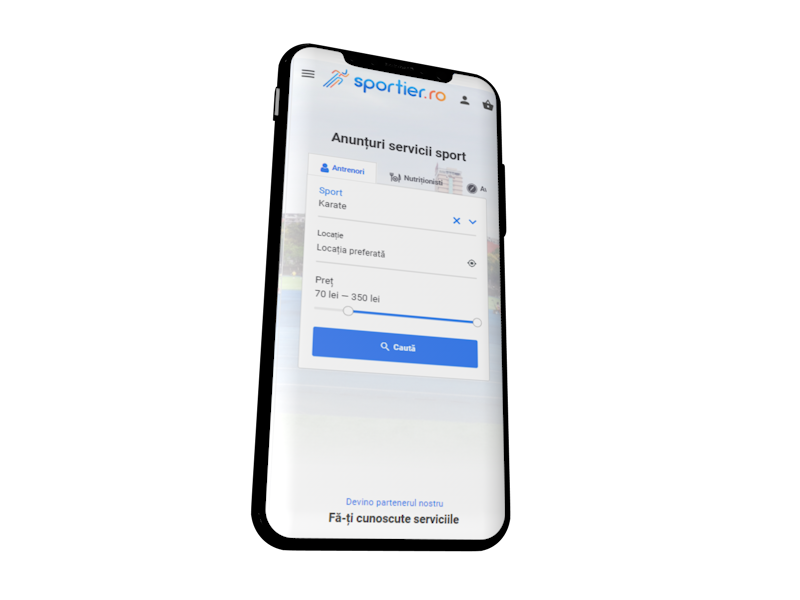 sportier.ro
Anunțuri servicii sport
Antrenori
Nutriționiști
Sport
Karate
Locație
Locația preferată
Preț
70 lei — 350 lei
Caută
Devino partenerul nostru
Fă-ți cunoscute serviciile